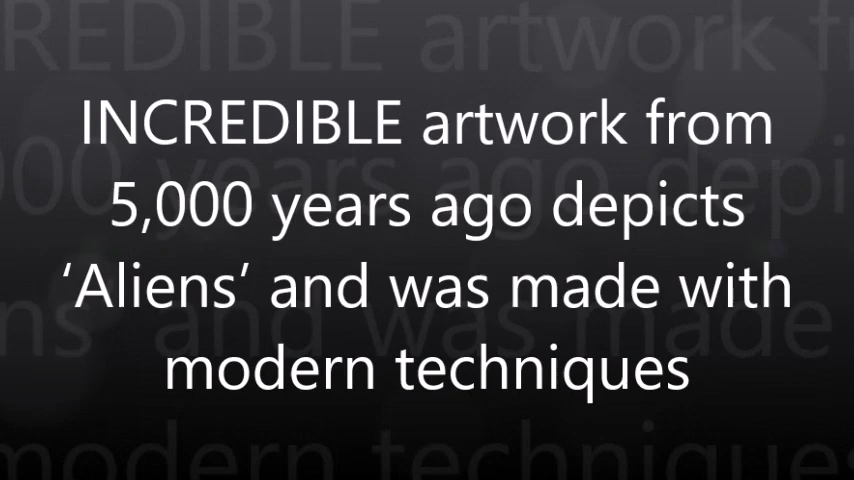 INCREDIBLE artwork from
5,000 years ago depicts
‘Aliens’ and was made with
modern techniques